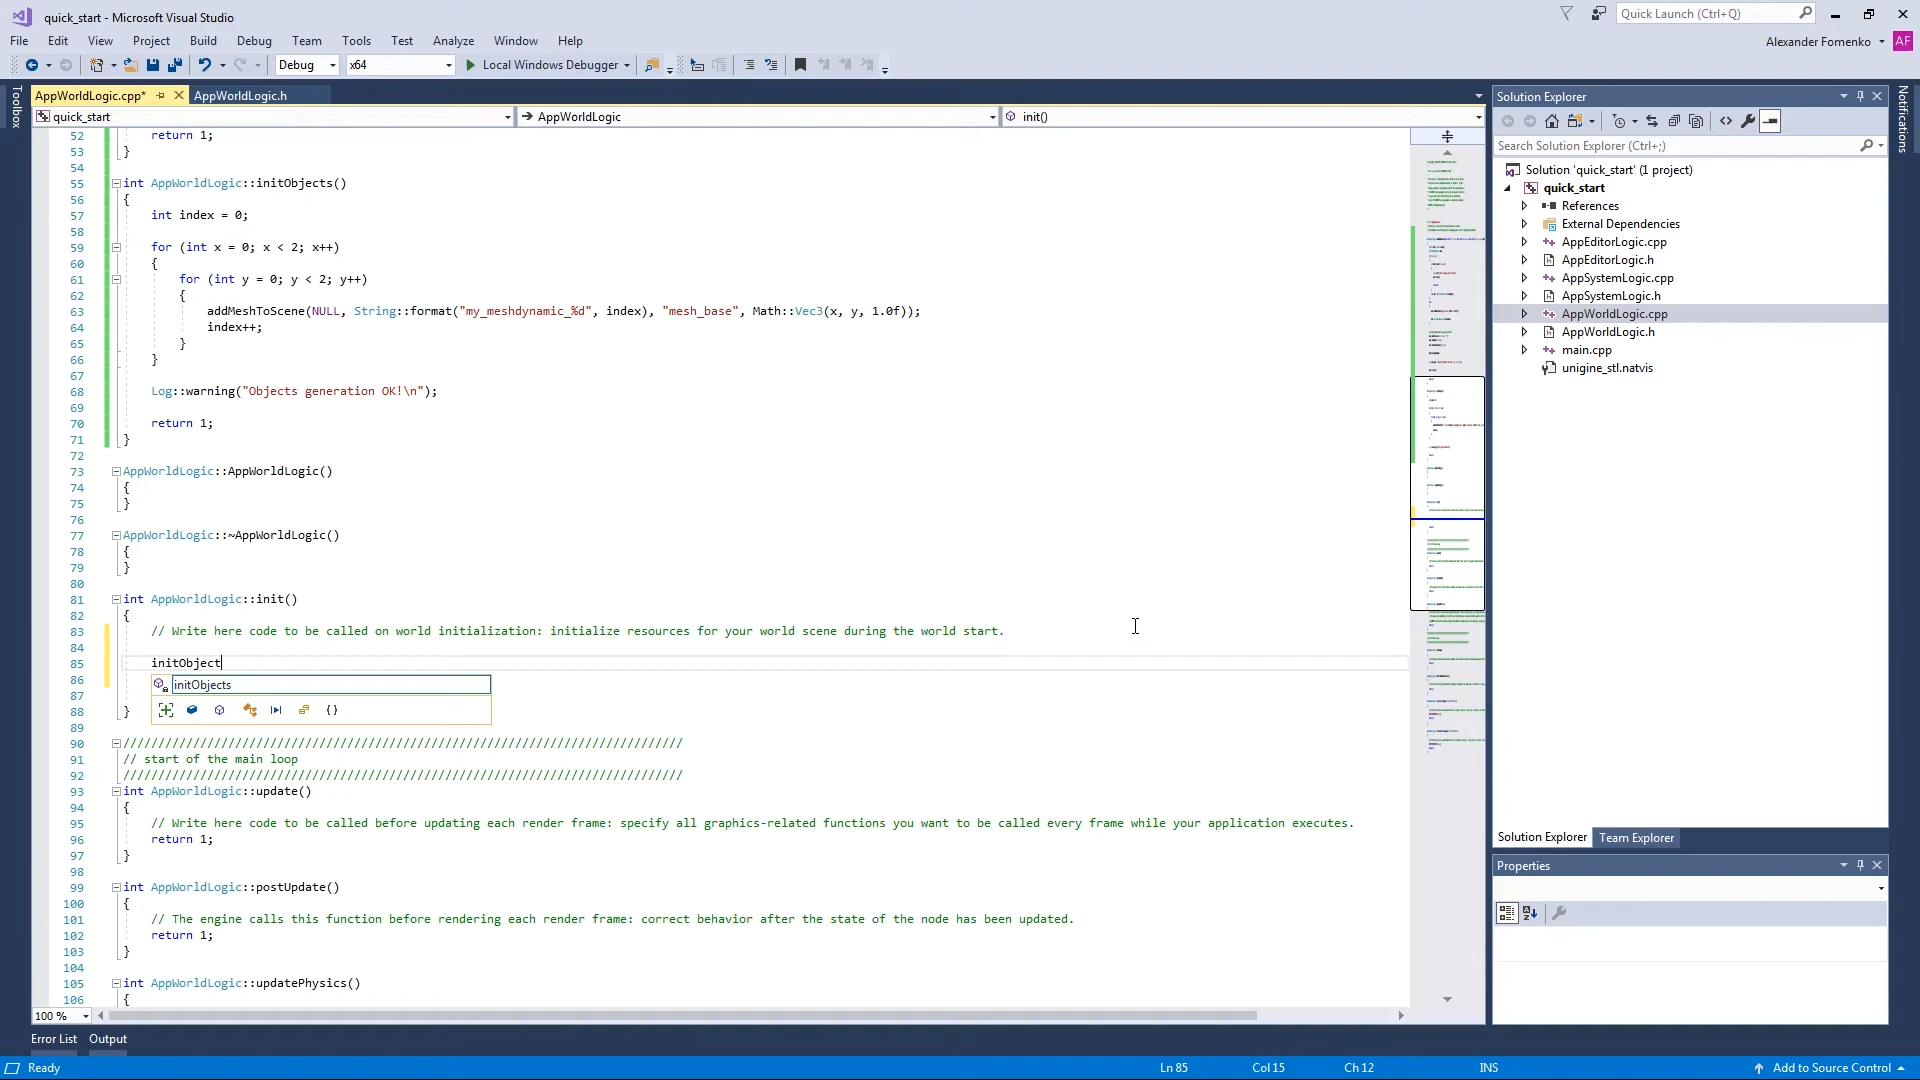 quick_start - Microsoft Visual Studio
Quick Launch (Ctrl+Q)
File Edit View Project Build Debug Team Tools Test Analyze Window Help
Alexander Fomenko AF
Debug x64 Local Windows Debugger
Toolbox
AppWorldLogic.cpp* AppWorldLogic.h
quick_start AppWorldLogic init()
52 return 1;
53 }
54
55 int AppWorldLogic::initObjects()
56 {
57 int index = 0;
58
59 for (int x = 0; x < 2; x++)
60 {
61 for (int y = 0; y < 2; y++)
62 {
63 addMeshToScene(NULL, String::format("my_meshdynamic_%d", index), "mesh_base", Math::Vec3(x, y, 1.0f));
64 index++;
65 }
66 }
67
68 Log::warning("Objects generation OK!\n");
69
70 return 1;
71 }
72
73 AppWorldLogic::AppWorldLogic()
74 {
75 }
76
77 AppWorldLogic::~AppWorldLogic()
78 {
79 }
80
81 int AppWorldLogic::init()
82 {
83 // Write here code to be called on world initialization: initialize resources for your world scene during the world start.
84
85 initObject
86 initObjects
87 { }
88 }
89
90 ////////////////////////////////////////////////////////////////////////////////
91 // start of the main loop
92 ////////////////////////////////////////////////////////////////////////////////
93 int AppWorldLogic::update()
94 {
95 // Write here code to be called before updating each render frame: specify all graphics-related functions you want to be called every frame while your application executes.
96 return 1;
97 }
98
99 int AppWorldLogic::postUpdate()
100 {
101 // The engine calls this function before rendering each render frame: correct behavior after the state of the node has been updated.
102 return 1;
103 }
104
105 int AppWorldLogic::updatePhysics()
106 {
100 %
Error List Output
Ready Ln 85 Col 15 Ch 12 INS Add to Source Control
Solution Explorer
Search Solution Explorer (Ctrl+;)
Solution 'quick_start' (1 project)
quick_start
References
External Dependencies
AppEditorLogic.cpp
AppEditorLogic.h
AppSystemLogic.cpp
AppSystemLogic.h
AppWorldLogic.cpp
AppWorldLogic.h
main.cpp
unigine_stl.natvis
Solution Explorer Team Explorer
Properties
Notifications